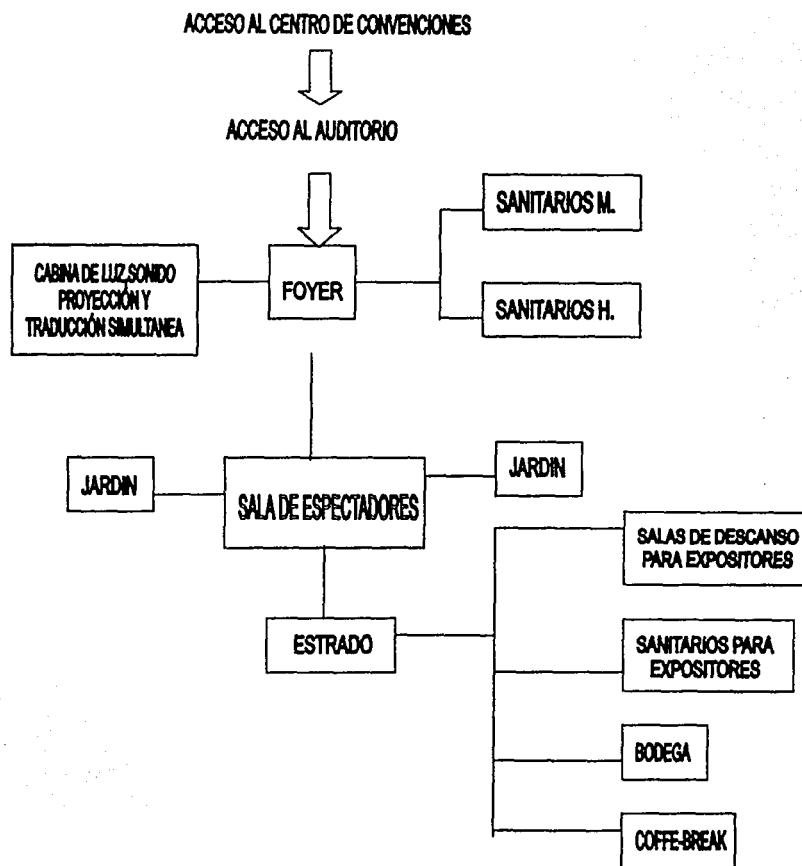 ACCESO AL CENTRO DE CONVENCIONES
ACCESO AL AUDITORIO
SANITARIOS M.
CABINA DE LUZ,SONIDO
PROYECCIÓN Y
TRADUCCIÓN SIMULTANEA
FOYER
SANITARIOS H.
JARDIN
SALA DE ESPECTADORES
JARDIN
SALAS DE DESCANSO
PARA EXPOSITORES
ESTRADO
SANITARIOS PARA
EXPOSITORES
BODEGA
COFFE-BREAK